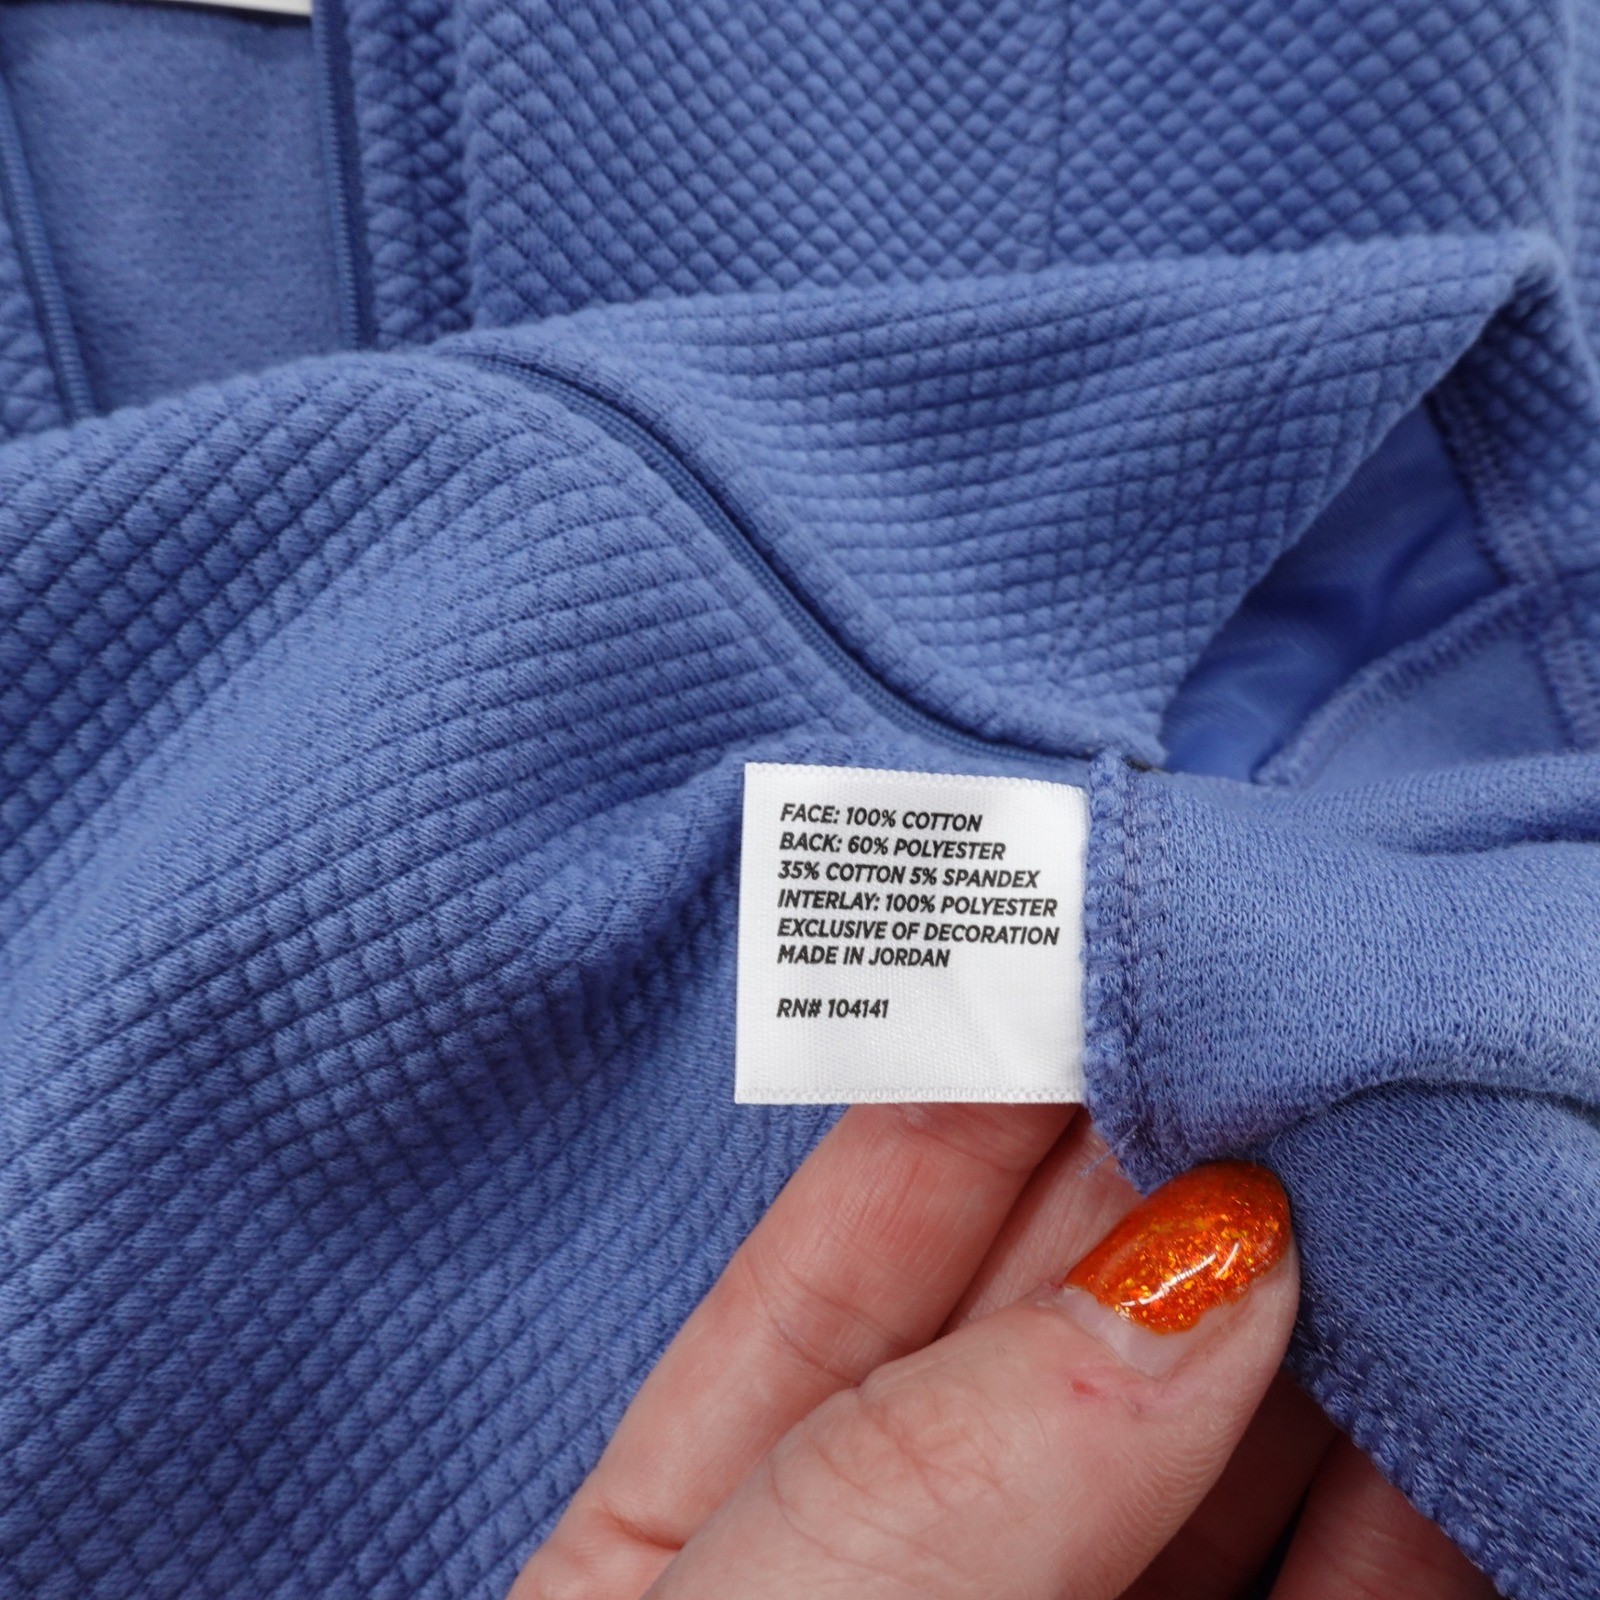 FACE: 100% COTTON
BACK: 60% POLYESTER
35% COTTON 5% SPANDEX
INTERLAY: 100% POLYESTER
EXCLUSIVE OF DECORATION
MADE IN JORDAN
RN# 104141